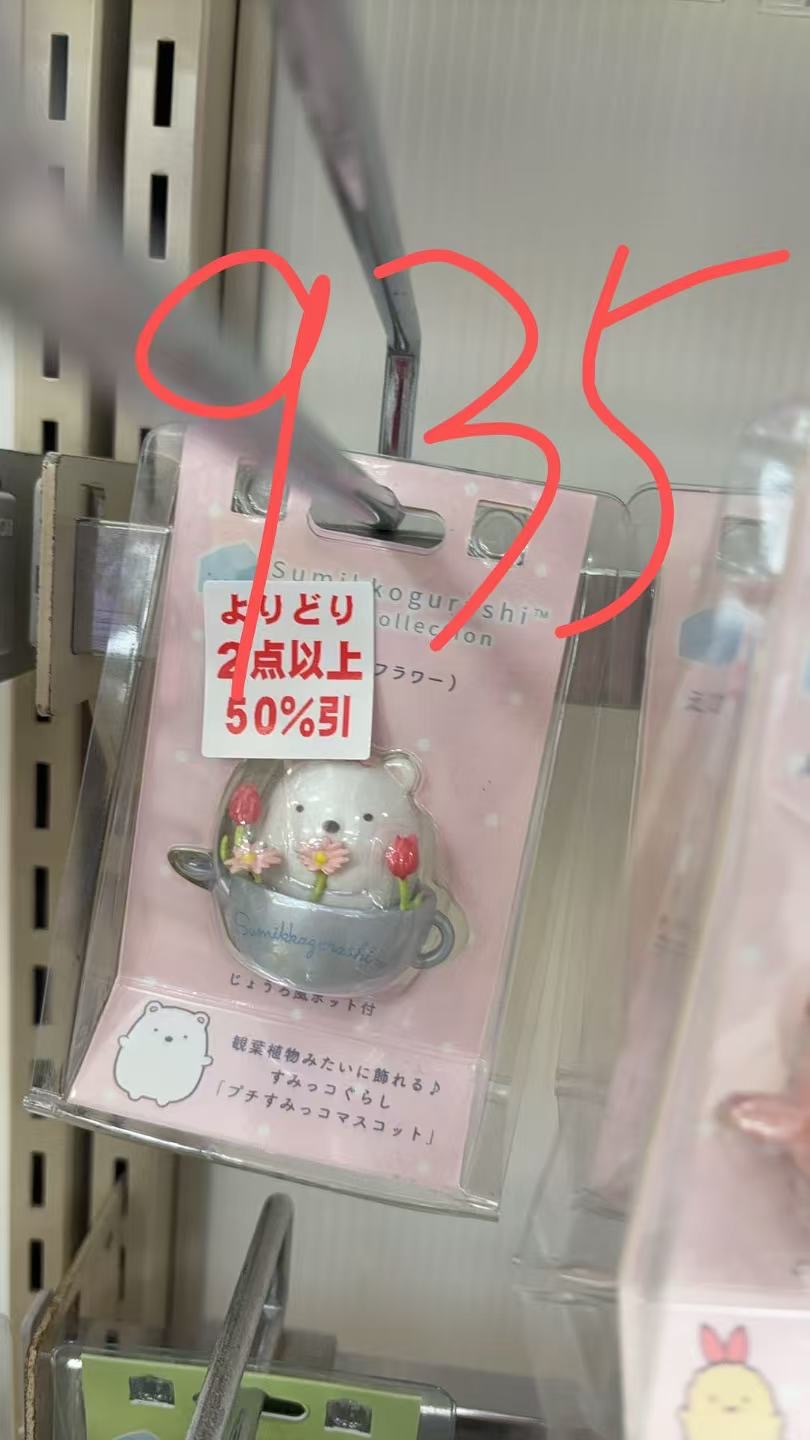 935
Sumikkogurashi™
ollection
よりどり
2点以上
50%引
フラワー)
Sumikkogurashi™
じょうろ風ポット付
観葉植物みたいに飾れる♪
すみっコぐらし
「プチすみっコマスコット」